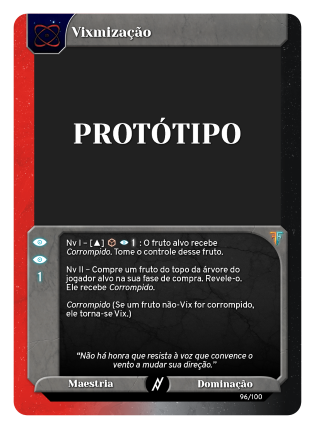 Vixmização
PROTÓTIPO
Nv I – [▲] 1 : O fruto alvo recebe
Corrompido. Tome o controle desse fruto.
Nv II – Compre um fruto do topo da árvore do
jogador alvo na sua fase de compra. Revele-o.
Ele recebe Corrompido.
Corrompido (Se um fruto não-Vix for corrompido,
ele torna-se Vix.)
1
"Não há honra que resista à voz que convence o
vento a mudar sua direção."
Maestria
Dominação
96/100